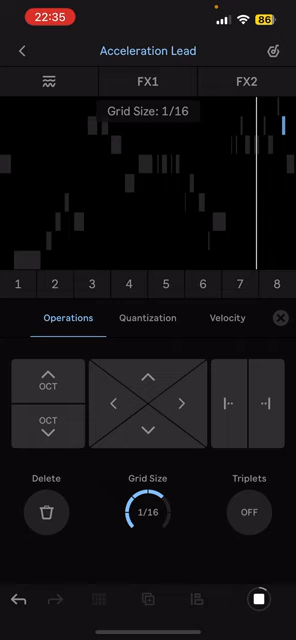 22:35
86
Acceleration Lead
FX1
FX2
Grid Size: 1/16
1 2 3 4 5 6 7 8
Operations Quantization Velocity
OCT
OCT
Delete Grid Size Triplets
1/16 OFF